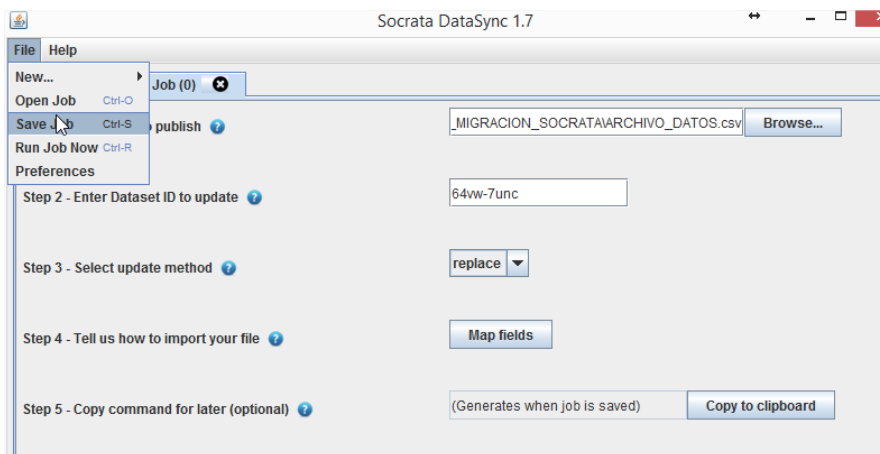 Socrata DataSync 1.7
File Help
New...
Job (0)
Open Job Ctrl-O
Save Job Ctrl-S
publish
_MIGRACION_SOCRATA\ARCHIVO_DATOS.csv Browse...
Run Job Now Ctrl-R
Preferences
Step 2 - Enter Dataset ID to update
64vw-7unc
Step 3 - Select update method
replace
Step 4 - Tell us how to import your file
Map fields
Step 5 - Copy command for later (optional)
(Generates when job is saved) Copy to clipboard